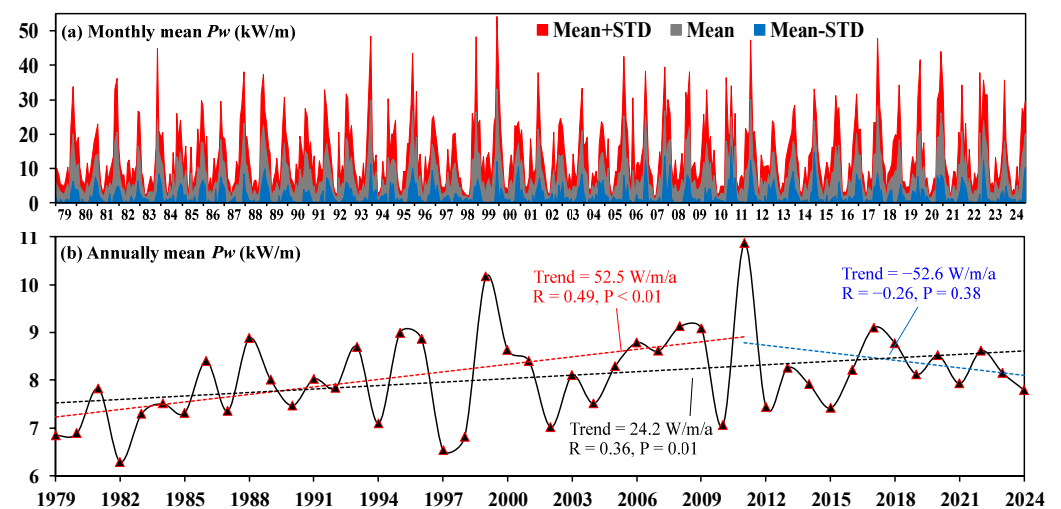 (a) Monthly mean Pw (kW/m)
Mean+STD Mean Mean-STD
50
40
30
20
10
0
79 80 81 82 83 84 85 86 87 88 89 90 91 92 93 94 95 96 97 98 99 00 01 02 03 04 05 06 07 08 09 10 11 12 13 14 15 16 17 18 19 20 21 22 23 24
(b) Annually mean Pw (kW/m)
11
10
9
8
7
6
Trend = 52.5 W/m/a
R = 0.49, P < 0.01
Trend = −52.6 W/m/a
R = −0.26, P = 0.38
Trend = 24.2 W/m/a
R = 0.36, P = 0.01
1979 1982 1985 1988 1991 1994 1997 2000 2003 2006 2009 2012 2015 2018 2021 2024